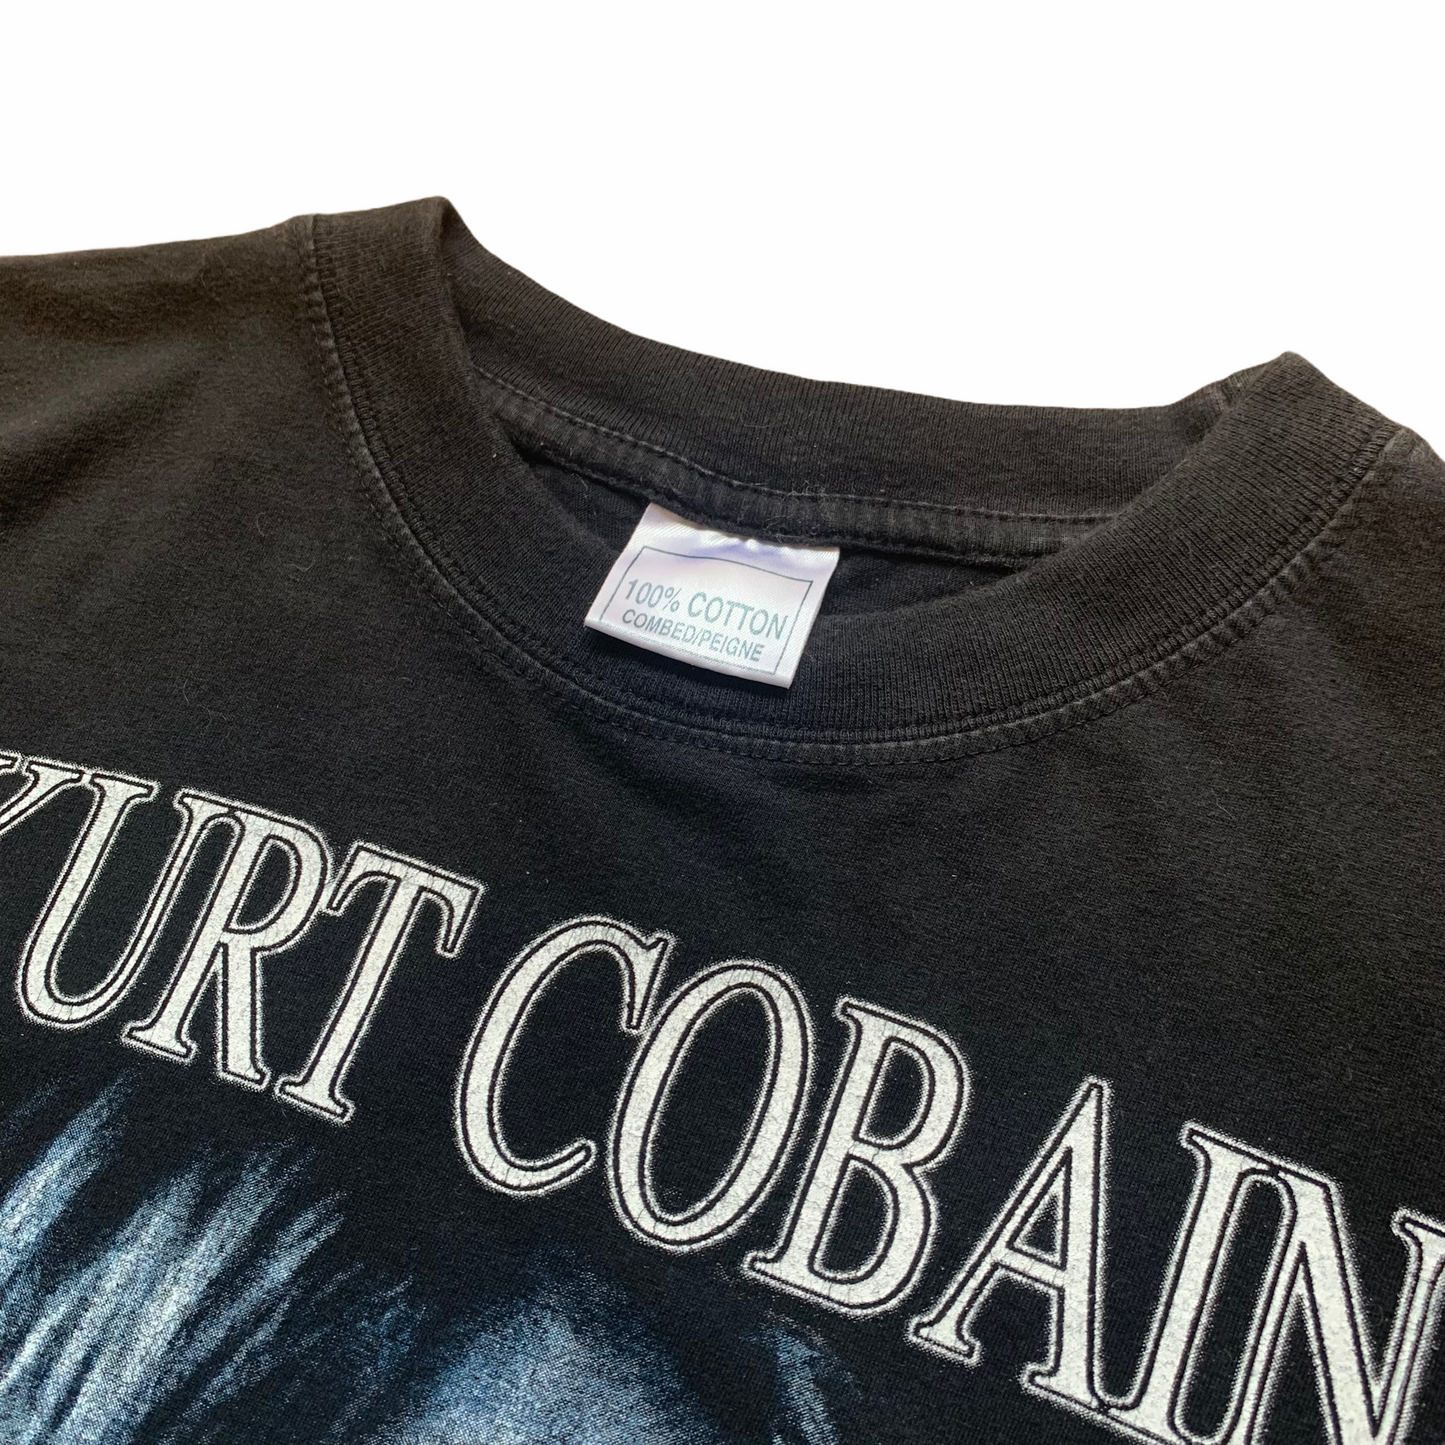 100% COTTON
COMBED/PEIGNE
KURT COBAIN